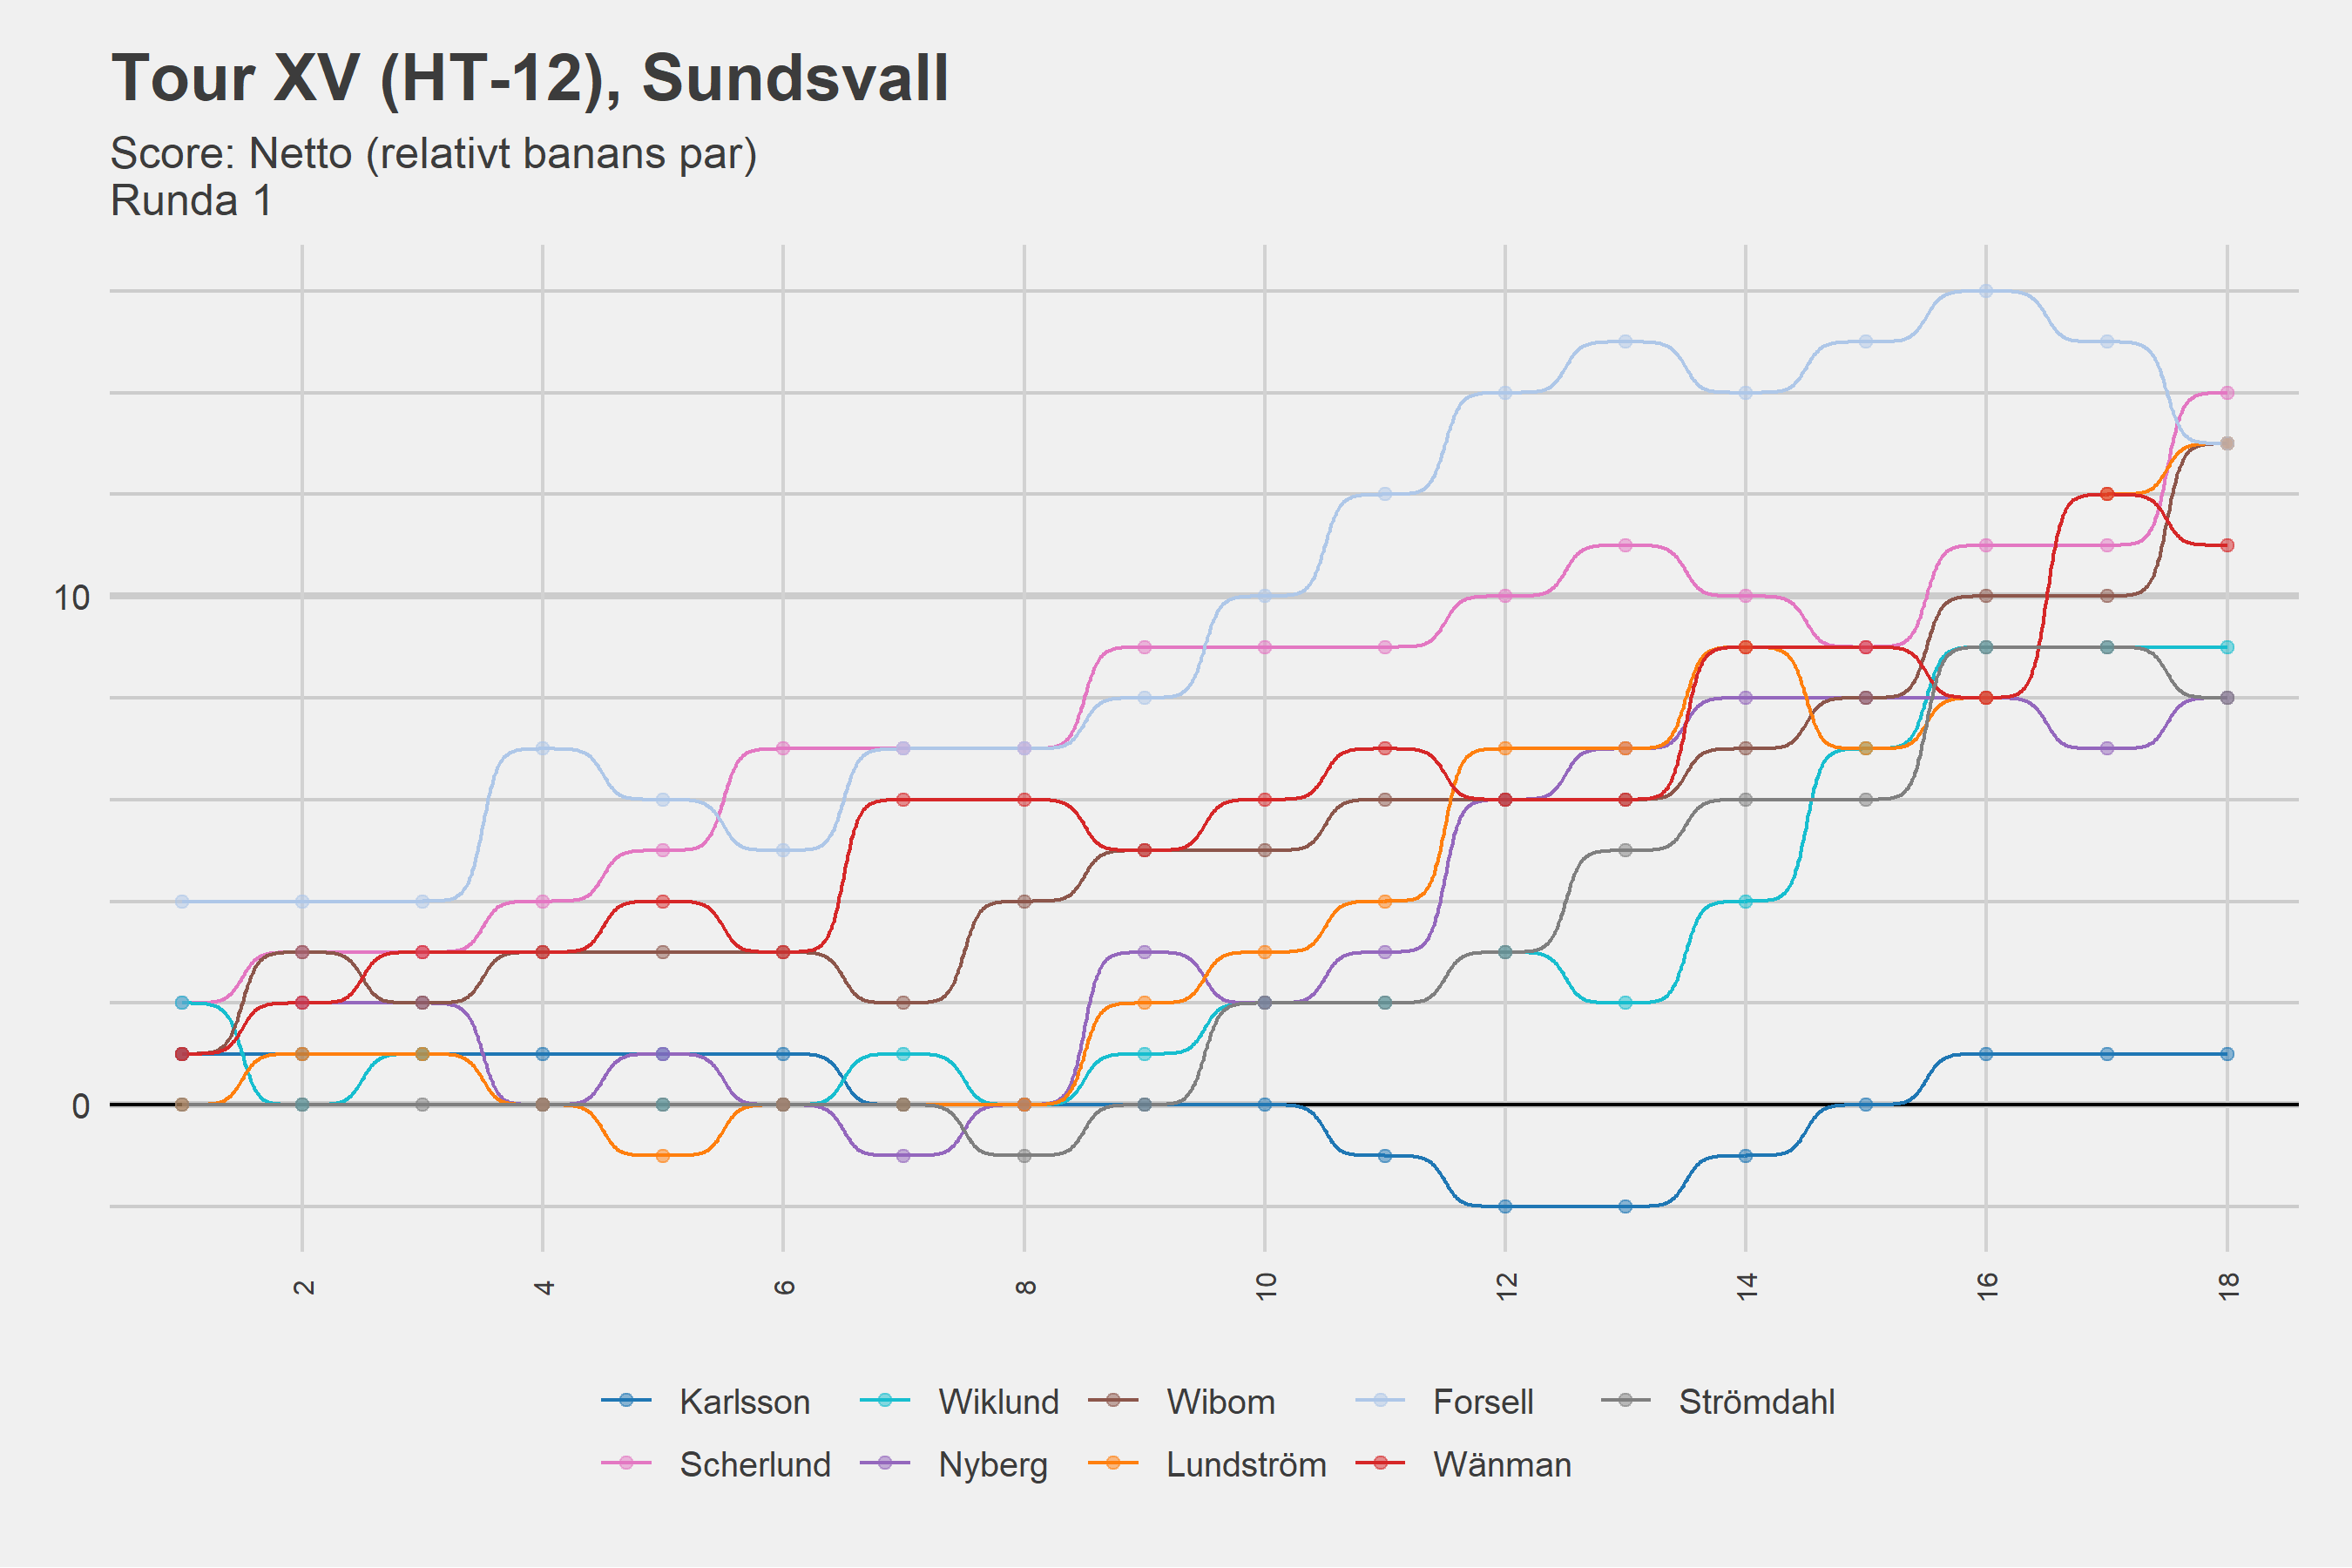 Tour XV (HT-12), Sundsvall
Score: Netto (relativt banans par)
Runda 1
10
0
2 4 6 8 10 12 14 16 18
Karlsson Wiklund Wibom Forsell Strömdahl
Scherlund Nyberg Lundström Wänman